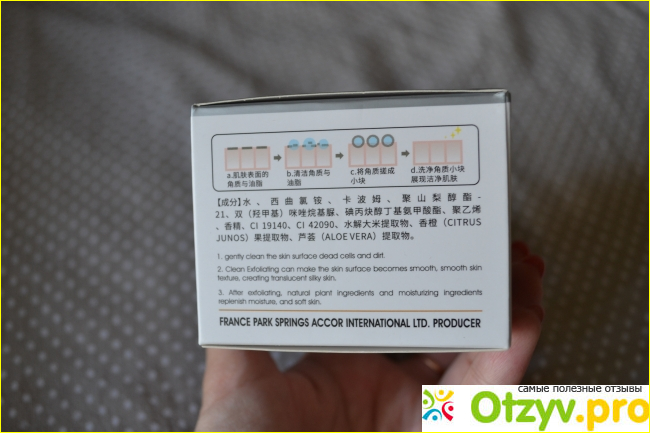 a.肌肤表面的
角质与油脂
b.清洁角质与
油脂
c.将角质搓成
小块
d.洗净角质小块
展现洁净肌肤
【成分】水、西曲氯铵、卡波姆、聚山梨醇酯-
21、双（羟甲基）咪唑烷基脲、碘丙炔醇丁基氨甲酸酯、聚乙烯
、香精、CI 19140、CI 42090、水解大米提取物、香橙（CITRUS
JUNOS）果提取物、芦荟（ALOE VERA）提取物。
1. gently clean the skin surface dead cells and dirt.
2. Clean Exfoliating can make the skin surface becomes smooth, smooth skin
texture, creating translucent silky skin.
3. After exfoliating, natural plant ingredients and moisturizing ingredients
replenish moisture, and soft skin.
FRANCE PARK SPRINGS ACCOR INTERNATIONAL LTD. PRODUCER
самые полезные отзывы
Otzyv.pro